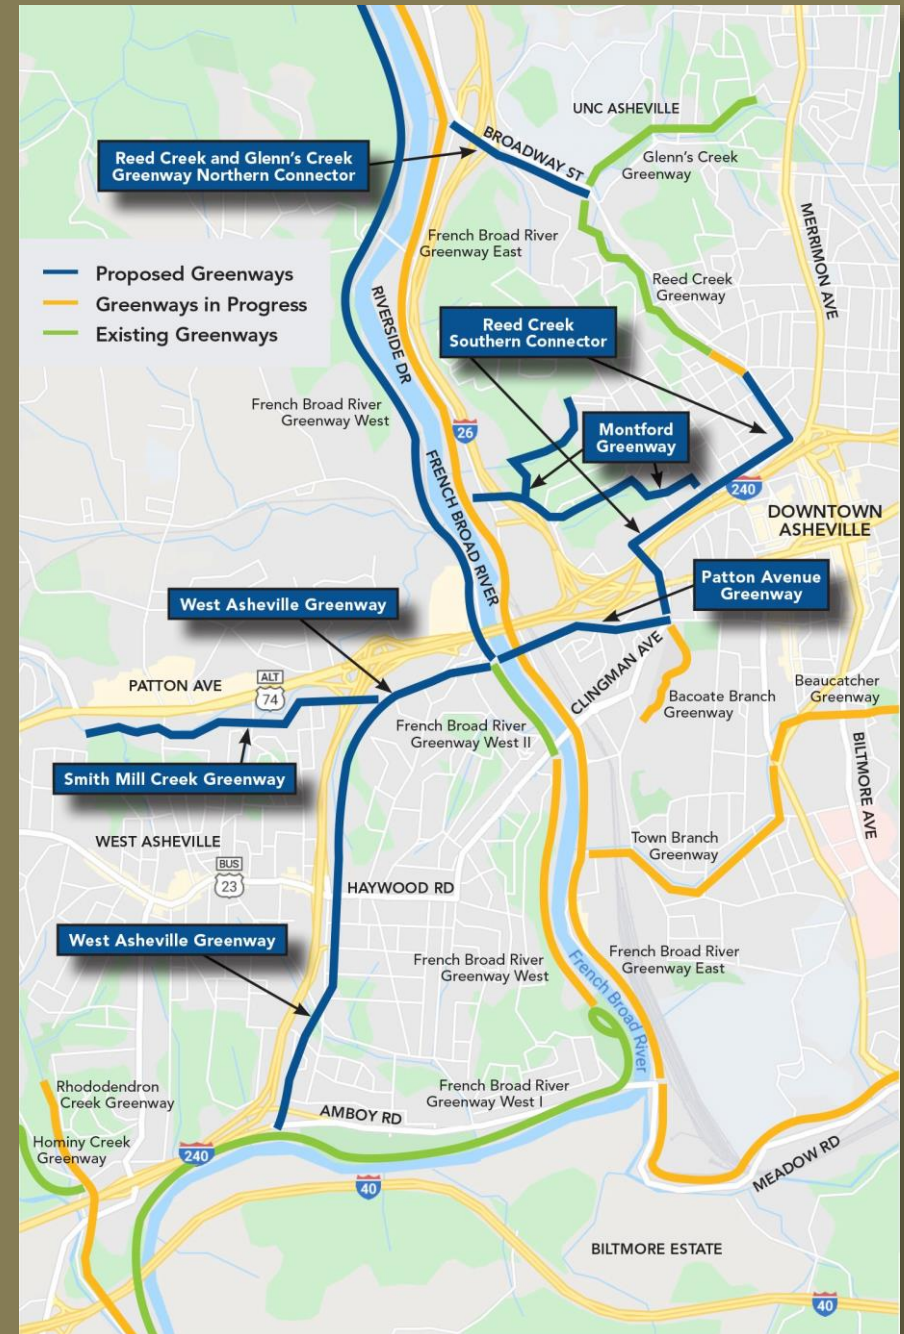 UNC ASHEVILLE
BROADWAY ST
Reed Creek and Glenn's Creek
Greenway Northern Connector
Glenn's Creek
Greenway
MERRIMON AVE
French Broad River
Greenway East
Proposed Greenways
Greenways in Progress
Existing Greenways
Reed Creek
Greenway
RIVERSIDE DR
Reed Creek
Southern Connector
French Broad River
Greenway West
26
Montford
Greenway
240
FRENCH BROAD RIVER
DOWNTOWN
ASHEVILLE
Patton Avenue
Greenway
West Asheville Greenway
CLINGMAN AVE
PATTON AVE
ALT
74
Beaucatcher
Greenway
Bacoate Branch
Greenway
French Broad River
Greenway West II
BILTMORE AVE
Smith Mill Creek Greenway
WEST ASHEVILLE
Town Branch
Greenway
BUS
23
HAYWOOD RD
West Asheville Greenway
French Broad River
Greenway West
French Broad River
Greenway East
French Broad River
Rhododendron
Creek Greenway
French Broad River
Greenway West I
AMBOY RD
Hominy Creek
Greenway
240
MEADOW RD
40
BILTMORE ESTATE
40